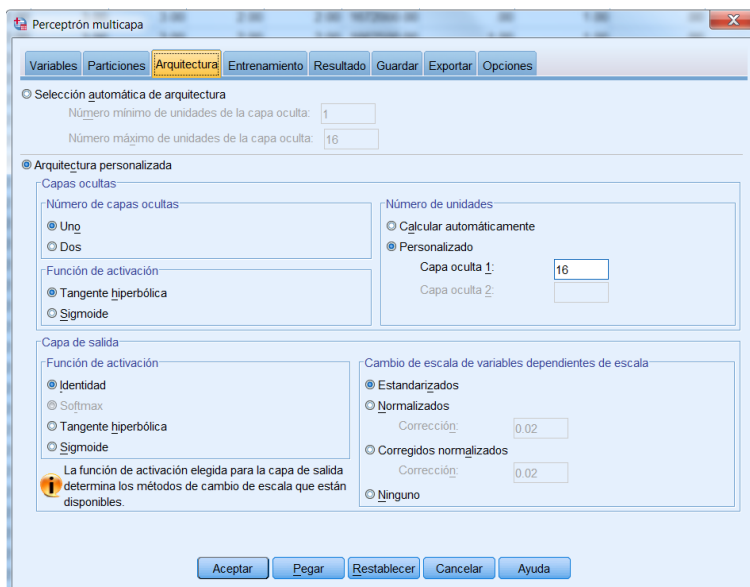 Perceptrón multicapa
Variables Particiones Arquitectura Entrenamiento Resultado Guardar Exportar Opciones
Selección automática de arquitectura
Número mínimo de unidades de la capa oculta: 1
Número máximo de unidades de la capa oculta: 16
Arquitectura personalizada
Capas ocultas
Número de capas ocultas
Uno
Dos
Función de activación
Tangente hiperbólica
Sigmoide
Número de unidades
Calcular automáticamente
Personalizado
Capa oculta 1: 16
Capa oculta 2:
Capa de salida
Función de activación
Identidad
Softmax
Tangente hiperbólica
Sigmoide
La función de activación elegida para la capa de salida
determina los métodos de cambio de escala que están
disponibles.
Cambio de escala de variables dependientes de escala
Estandarizados
Normalizados
Corrección: 0.02
Corregidos normalizados
Corrección: 0.02
Ninguno
Aceptar Pegar Restablecer Cancelar Ayuda